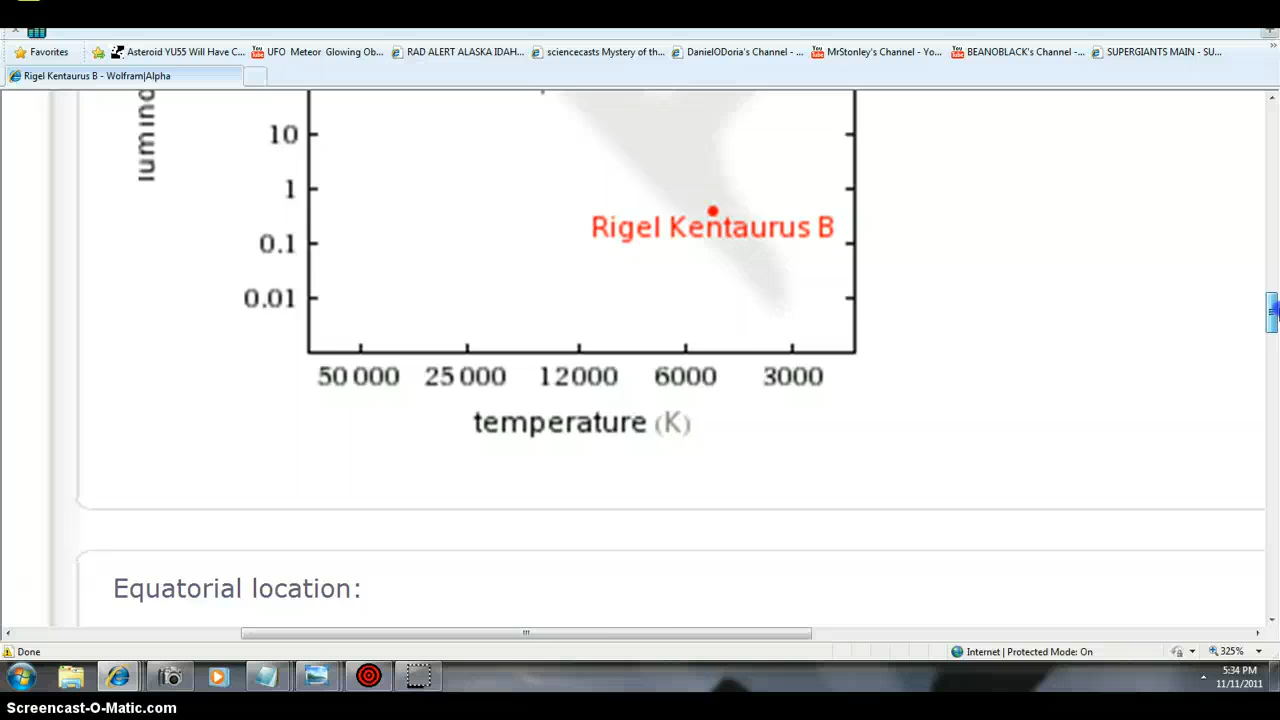 Favorites
Asteroid YU55 Will Have C...
UFO Meteor Glowing Ob...
RAD ALERT ALASKA IDAH...
sciencecasts Mystery of th...
DanielODoria's Channel - ...
MrStonley's Channel - Yo...
BEANOBLACK's Channel -...
SUPERGIANTS MAIN - SU...
Rigel Kentaurus B - Wolfram|Alpha
10
1
0.1
0.01
Rigel Kentaurus B
50 000 25 000 12 000 6000 3000
temperature (K)
Equatorial location:
Done
Internet | Protected Mode: On
325%
5:34 PM
11/11/2011
Screencast-O-Matic.com